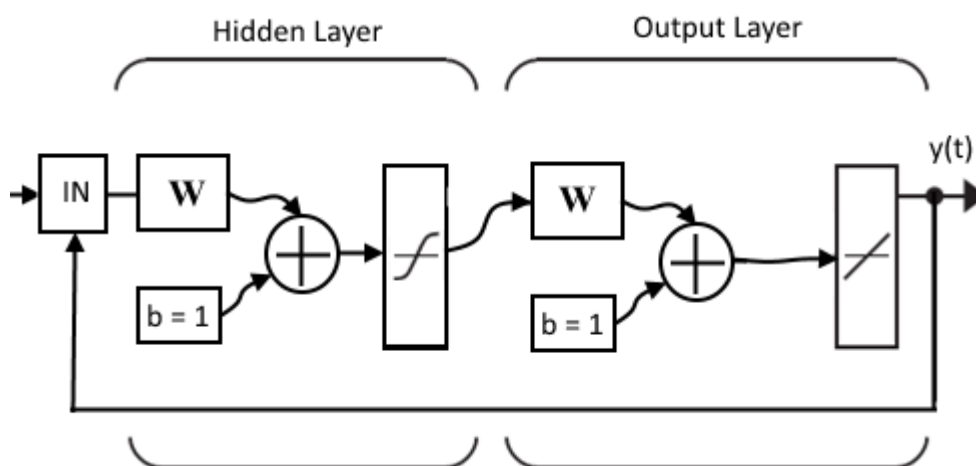 Hidden Layer
Output Layer
y(t)
IN
W
W
b = 1
b = 1